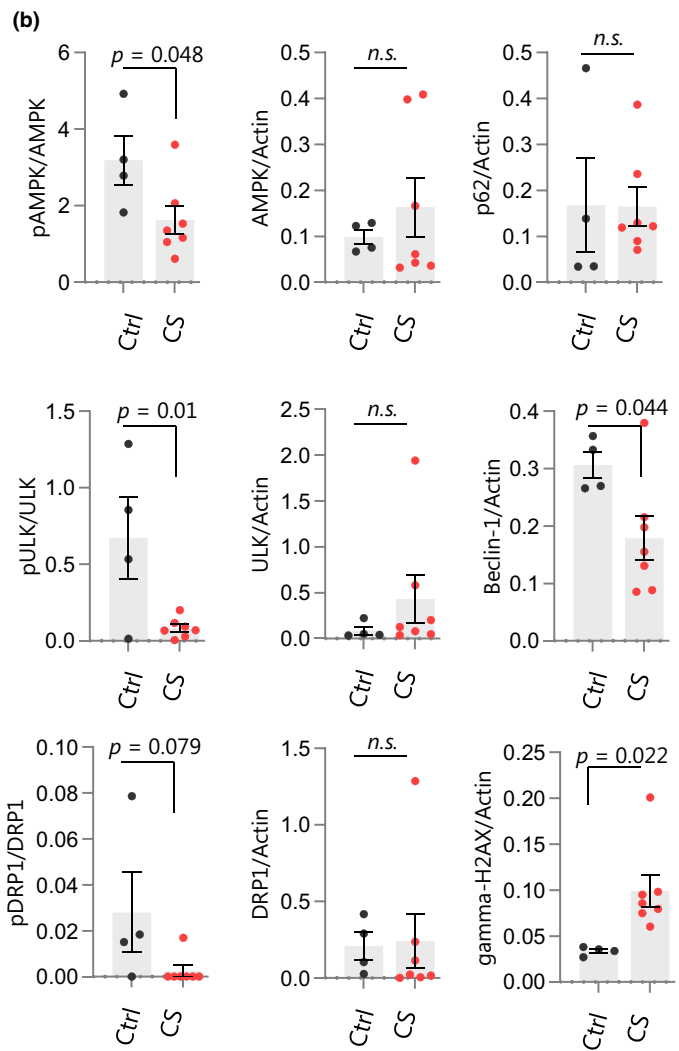 (b)
p = 0.048
pAMPK/AMPK
6
4
2
0
Ctrl
CS
n.s.
AMPK/Actin
0.5
0.4
0.3
0.2
0.1
0.0
Ctrl
CS
n.s.
p62/Actin
0.5
0.4
0.3
0.2
0.1
0.0
Ctrl
CS
p = 0.01
pULK/ULK
1.5
1.0
0.5
0.0
Ctrl
CS
n.s.
ULK/Actin
2.5
2.0
1.5
1.0
0.5
0.0
Ctrl
CS
p = 0.044
Beclin-1/Actin
0.4
0.3
0.2
0.1
0.0
Ctrl
CS
p = 0.079
pDRP1/DRP1
0.10
0.08
0.06
0.04
0.02
0.00
Ctrl
CS
n.s.
DRP1/Actin
1.5
1.0
0.5
0.0
Ctrl
CS
p = 0.022
gamma-H2AX/Actin
0.25
0.20
0.15
0.10
0.05
0.00
Ctrl
CS